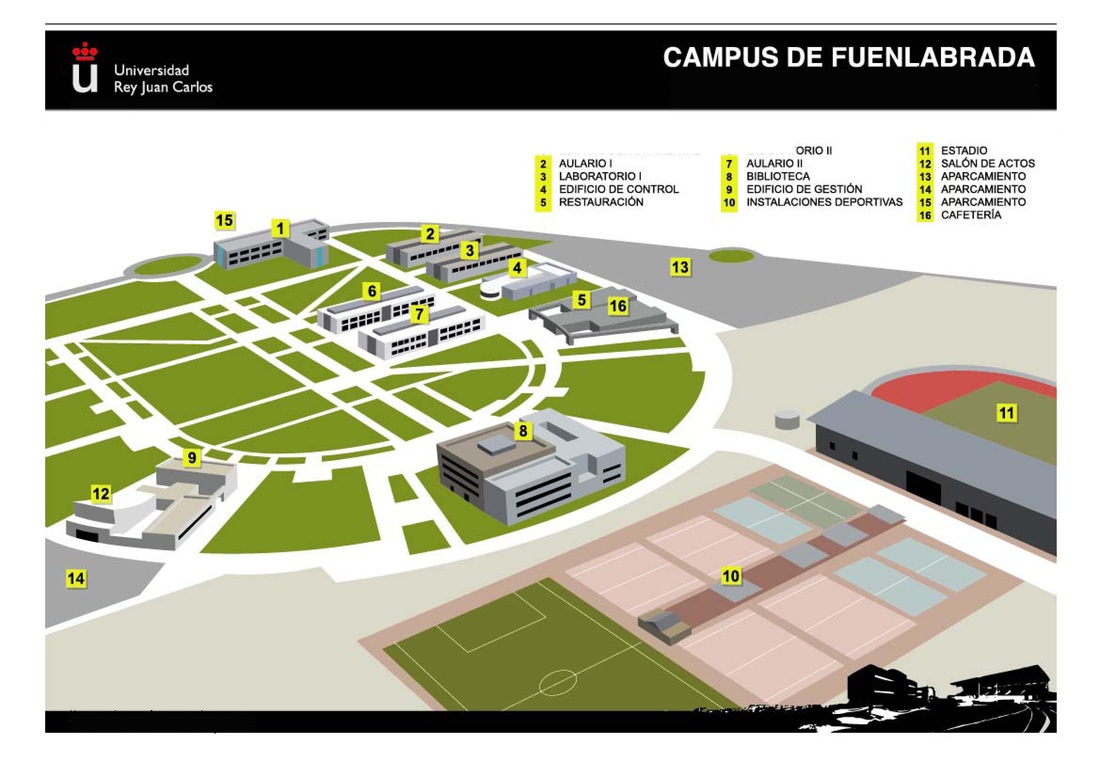 Universidad
Rey Juan Carlos
CAMPUS DE FUENLABRADA
2 AULARIO I
3 LABORATORIO I
4 EDIFICIO DE CONTROL
5 RESTAURACIÓN
ORIO II
7 AULARIO II
8 BIBLIOTECA
9 EDIFICIO DE GESTIÓN
10 INSTALACIONES DEPORTIVAS
11 ESTADIO
12 SALÓN DE ACTOS
13 APARCAMIENTO
14 APARCAMIENTO
15 APARCAMIENTO
16 CAFETERÍA
15
1
2
3
4
13
6
7
5
16
11
8
9
12
14
10